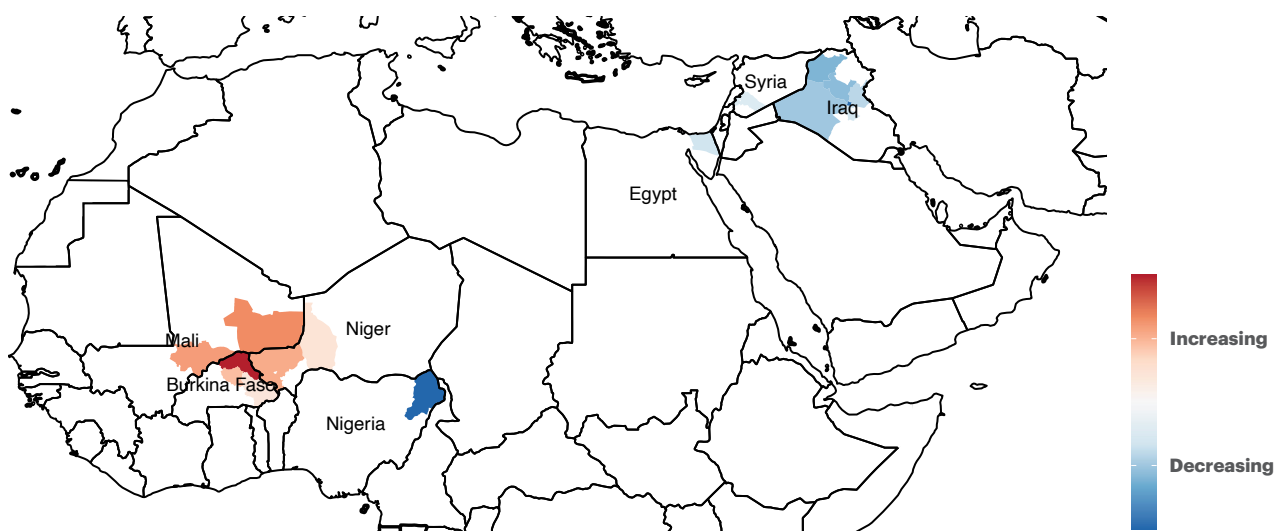 Syria
Iraq
Egypt
Mali
Niger
Burkina Faso
Nigeria
Increasing
Decreasing